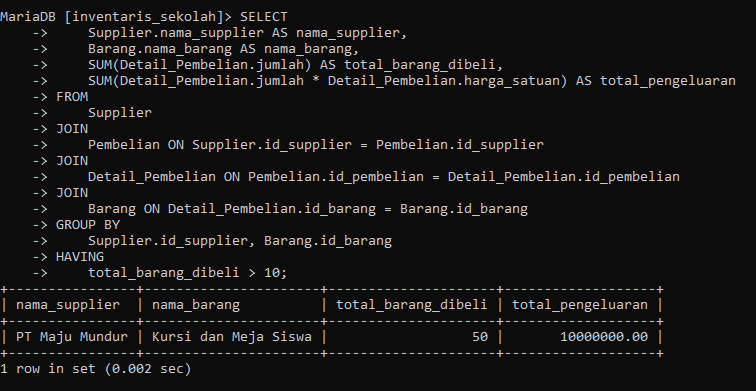 MariaDB [inventaris_sekolah]> SELECT
    ->     Supplier.nama_supplier AS nama_supplier,
    ->     Barang.nama_barang AS nama_barang,
    ->     SUM(Detail_Pembelian.jumlah) AS total_barang_dibeli,
    ->     SUM(Detail_Pembelian.jumlah * Detail_Pembelian.harga_satuan) AS total_pengeluaran
    -> FROM
    ->     Supplier
    -> JOIN
    ->     Pembelian ON Supplier.id_supplier = Pembelian.id_supplier
    -> JOIN
    ->     Detail_Pembelian ON Pembelian.id_pembelian = Detail_Pembelian.id_pembelian
    -> JOIN
    ->     Barang ON Detail_Pembelian.id_barang = Barang.id_barang
    -> GROUP BY
    ->     Supplier.id_supplier, Barang.id_barang
    -> HAVING
    ->     total_barang_dibeli > 10;
+----------------+-----------------------+---------------------+-------------------+
| nama_supplier  | nama_barang           | total_barang_dibeli | total_pengeluaran |
+----------------+-----------------------+---------------------+-------------------+
| PT Maju Mundur | Kursi dan Meja Siswa  |                  50 |       10000000.00 |
+----------------+-----------------------+---------------------+-------------------+
1 row in set (0.002 sec)